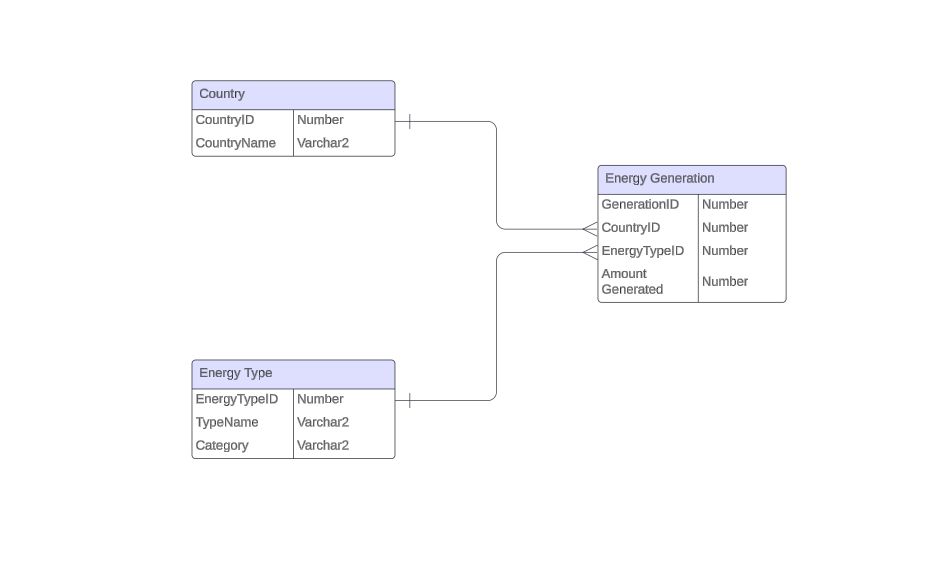 Country
CountryID Number
CountryName Varchar2
Energy Generation
GenerationID Number
CountryID Number
EnergyTypeID Number
Amount
Generated Number
Energy Type
EnergyTypeID Number
TypeName Varchar2
Category Varchar2